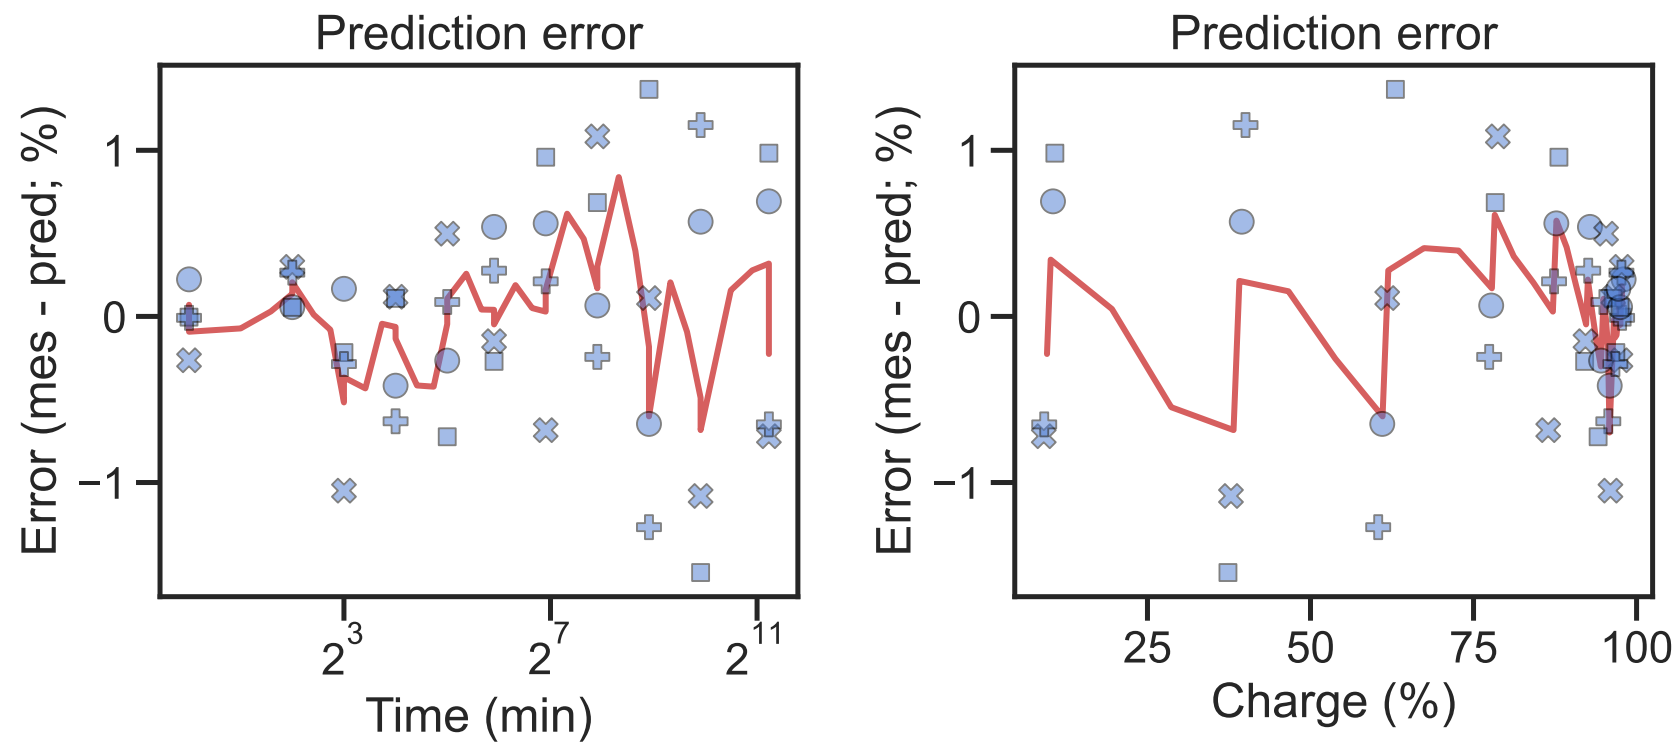 Prediction error
Error (mes - pred; %)
1
0
−1
2^3
2^7
2^11
Time (min)
Prediction error
Error (mes - pred; %)
1
0
−1
25
50
75
100
Charge (%)